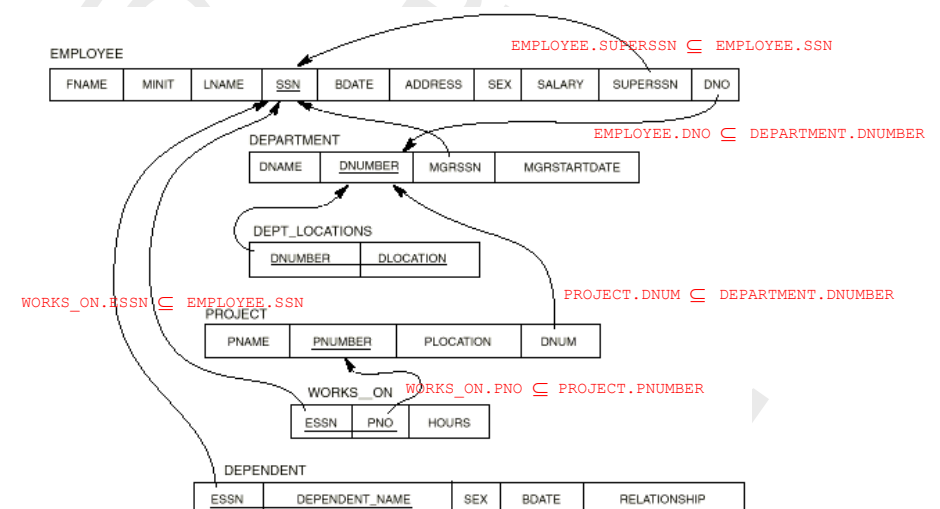 EMPLOYEE.SUPERSSN ⊆ EMPLOYEE.SSN
EMPLOYEE
FNAME MINIT LNAME SSN BDATE ADDRESS SEX SALARY SUPERSSN DNO
EMPLOYEE.DNO ⊆ DEPARTMENT.DNUMBER
DEPARTMENT
DNAME DNUMBER MGRSSN MGRSTARTDATE
DEPT_LOCATIONS
DNUMBER DLOCATION
PROJECT.DNUM ⊆ DEPARTMENT.DNUMBER
WORKS_ON.ESSN ⊆ EMPLOYEE.SSN
PROJECT
PNAME PNUMBER PLOCATION DNUM
WORKS_ON.PNO ⊆ PROJECT.PNUMBER
WORKS_ON
ESSN PNO HOURS
DEPENDENT
ESSN DEPENDENT_NAME SEX BDATE RELATIONSHIP